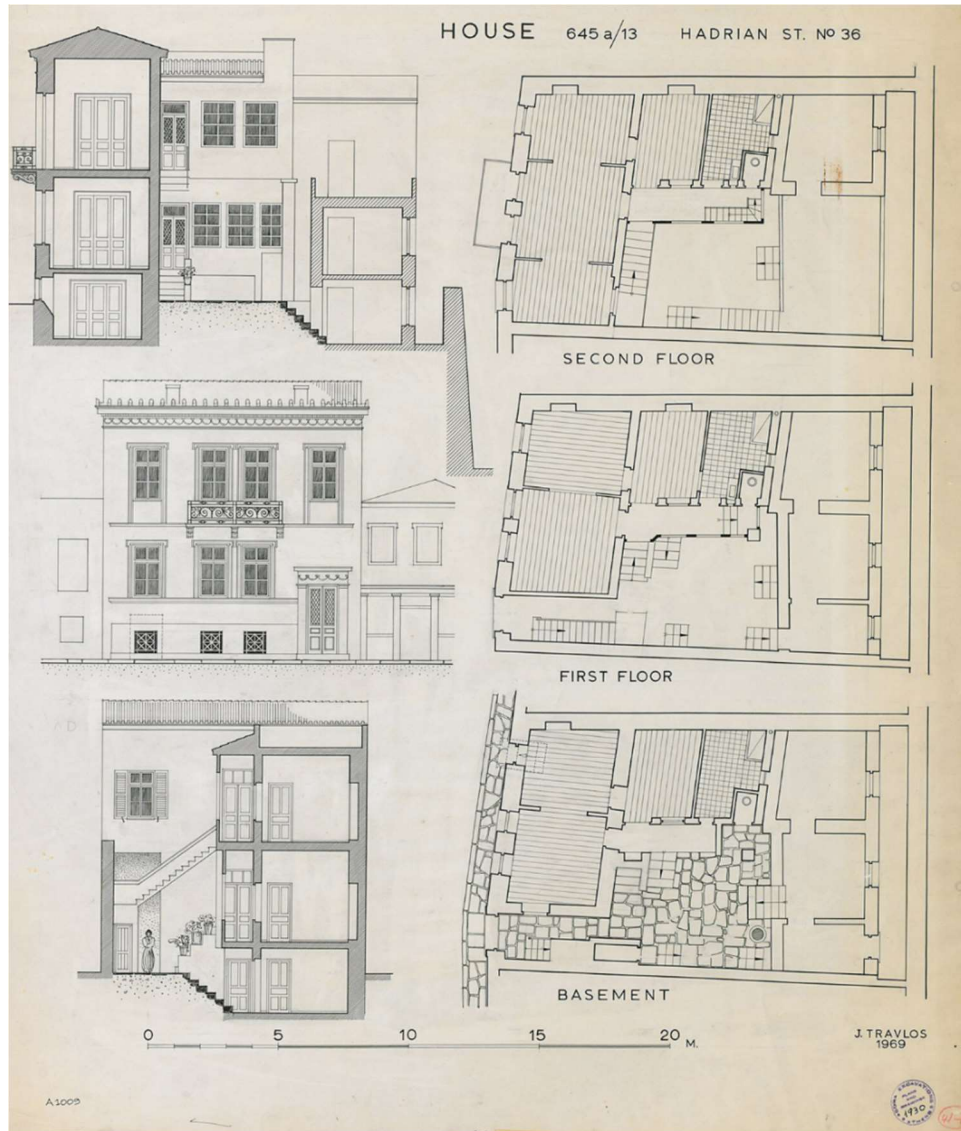 HOUSE 645 a/13 HADRIAN ST. No 36
SECOND FLOOR
FIRST FLOOR
BASEMENT
0 5 10 15 20 M.
J. TRAVLOS
1969
A 1009
1930